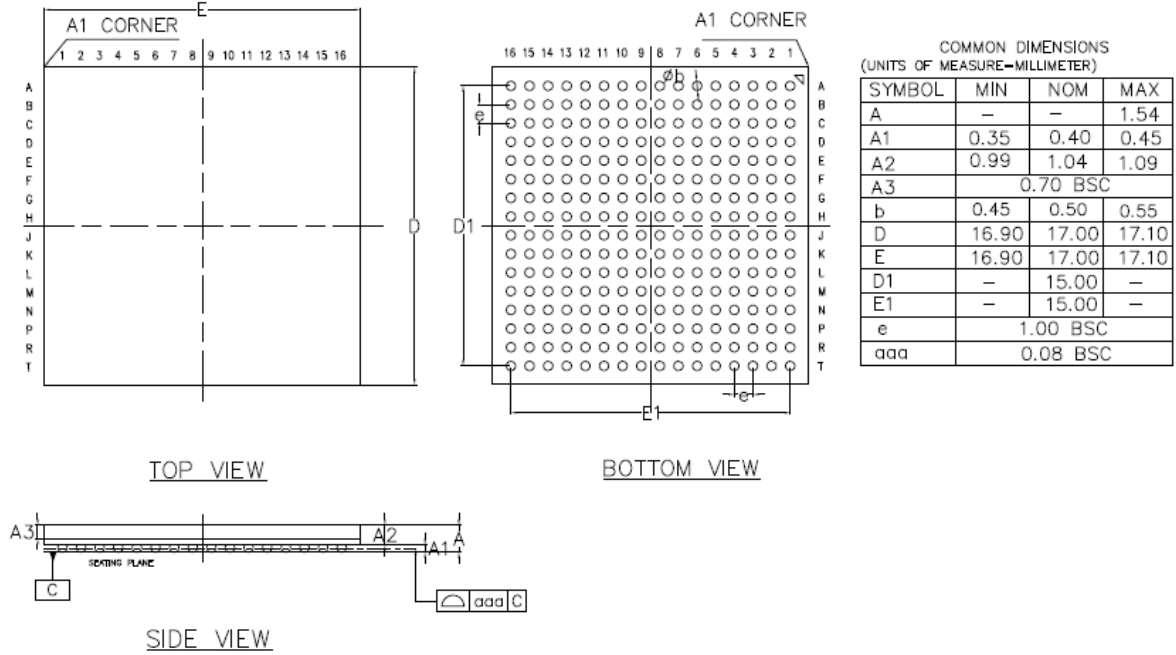 E
A1 CORNER
1 2 3 4 5 6 7 8 9 10 11 12 13 14 15 16
A
B
C
D
E
F
G
H
J
K
L
M
N
P
R
T
D
TOP VIEW
A1 CORNER
16 15 14 13 12 11 10 9 8 7 6 5 4 3 2 1
Øb
e
D1
A
B
C
D
E
F
G
H
J
K
L
M
N
P
R
T
e
E1
BOTTOM VIEW
COMMON DIMENSIONS
(UNITS OF MEASURE-MILLIMETER)
SYMBOL MIN NOM MAX
A – – 1.54
A1 0.35 0.40 0.45
A2 0.99 1.04 1.09
A3 0.70 BSC
b 0.45 0.50 0.55
D 16.90 17.00 17.10
E 16.90 17.00 17.10
D1 – 15.00 –
E1 – 15.00 –
e 1.00 BSC
aaa 0.08 BSC
A3 A2 A
A1
SEATING PLANE
C
aaa C
SIDE VIEW